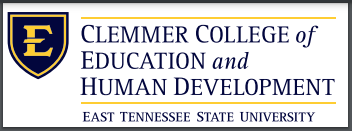 E
CLEMMER COLLEGE of
EDUCATION and
HUMAN DEVELOPMENT
EAST TENNESSEE STATE UNIVERSITY